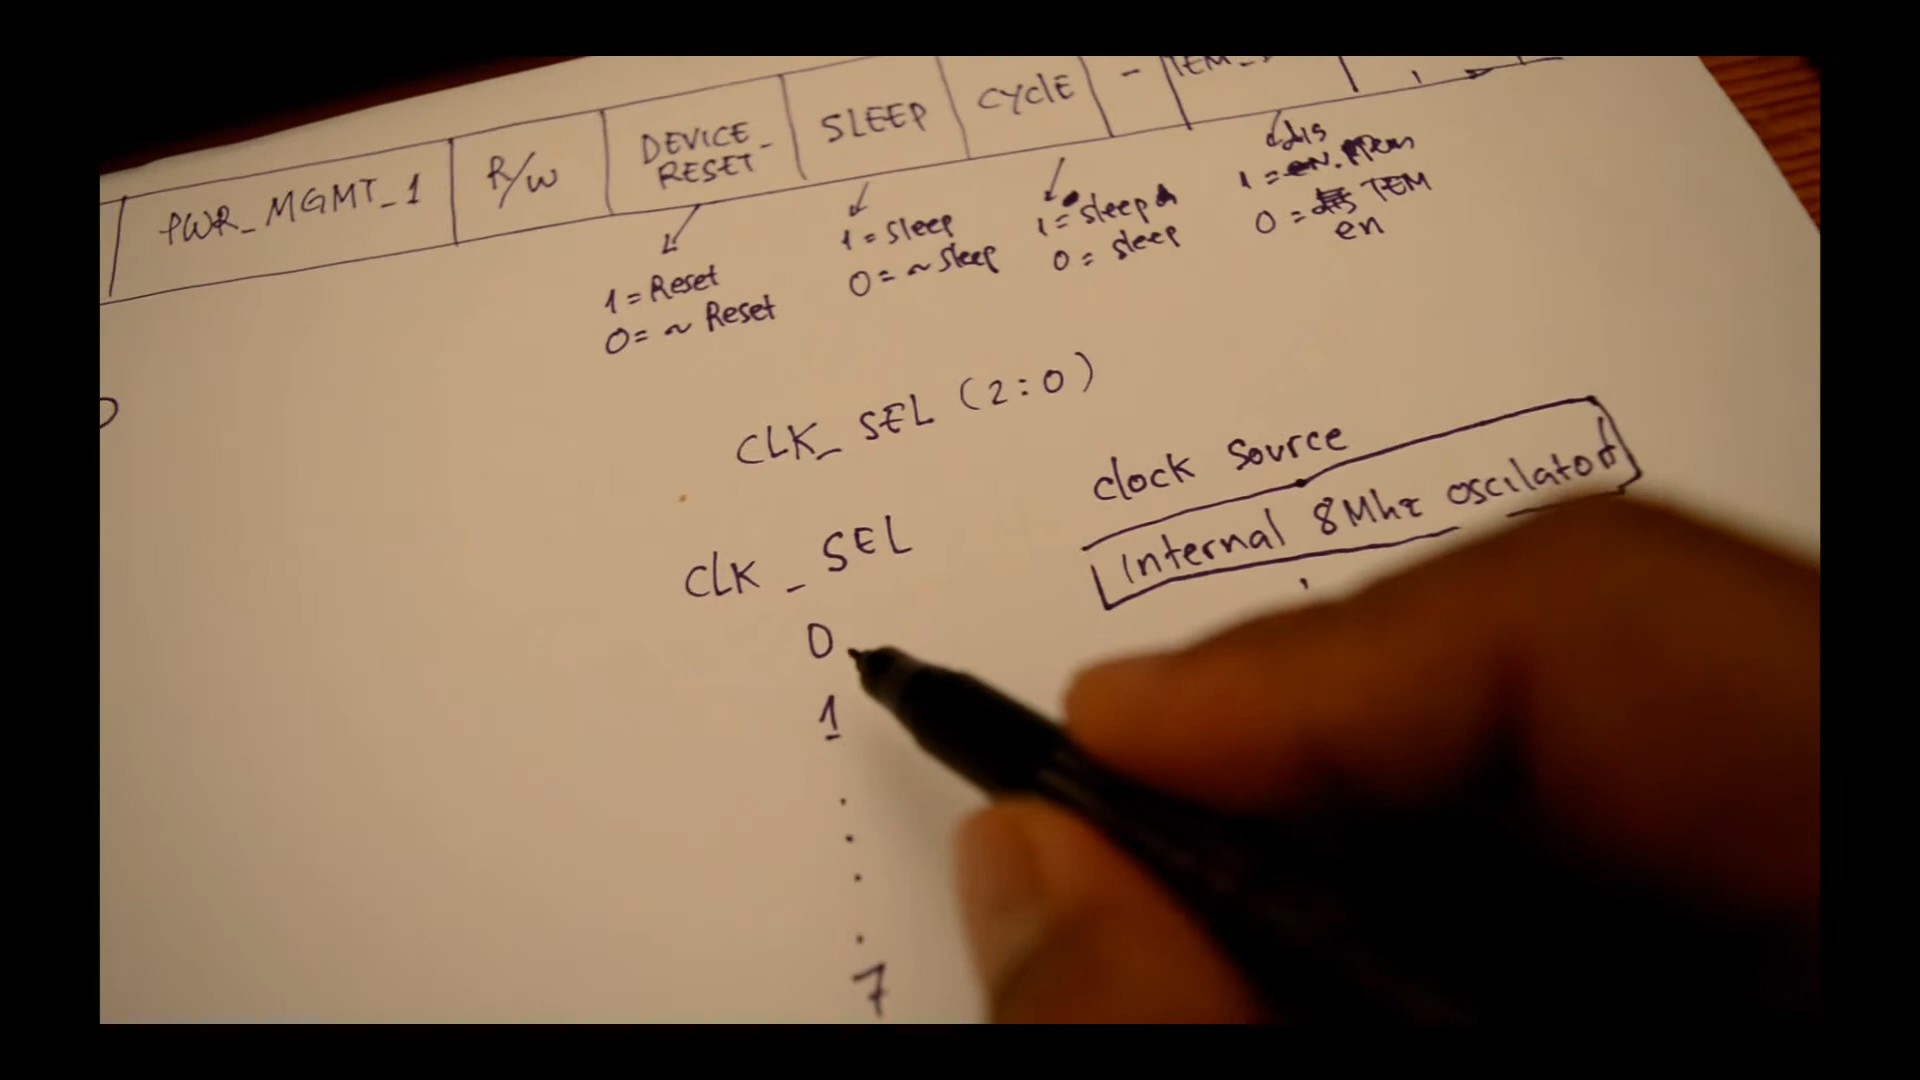 PWR_MGMT_1 R/W DEVICE_ RESET SLEEP CYCLE - TEM_
1 = Reset
0 = ~ Reset
1 = Sleep
0 = ~ Sleep
1 = sleep
0 = sleep
dis
1 = en.
0 = TEM
en
CLK_SEL (2:0)
CLK_SEL
clock source
0
Internal 8Mhz oscilator
1
.
.
.
.
7